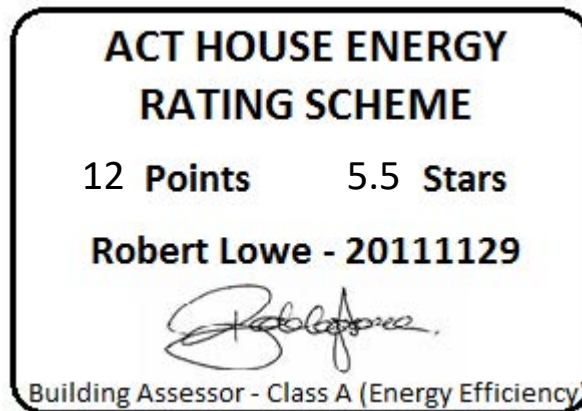 ACT HOUSE ENERGY
RATING SCHEME
12 Points 5.5 Stars
Robert Lowe - 20111129
Building Assessor - Class A (Energy Efficiency)